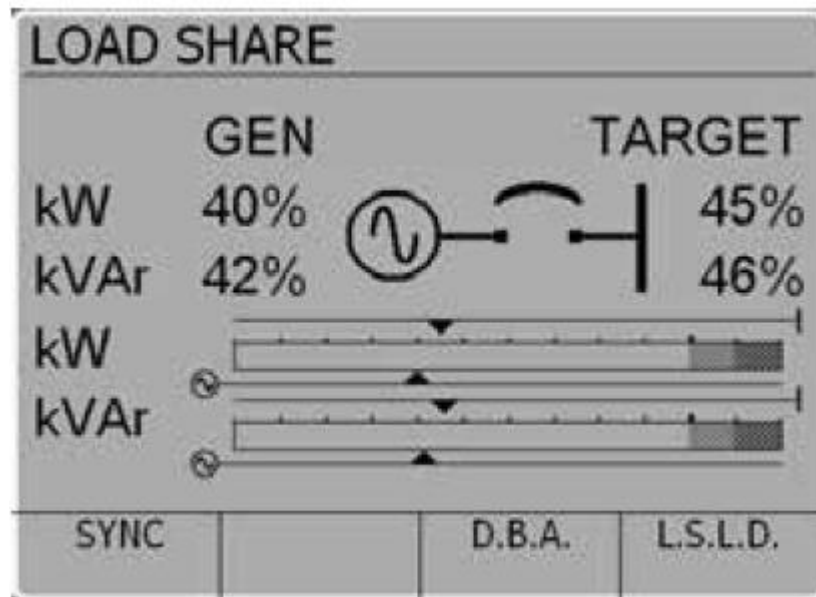 LOAD SHARE
GEN TARGET
kW 40% 45%
kVAr 42% 46%
kW
kVAr
SYNC D.B.A. L.S.L.D.